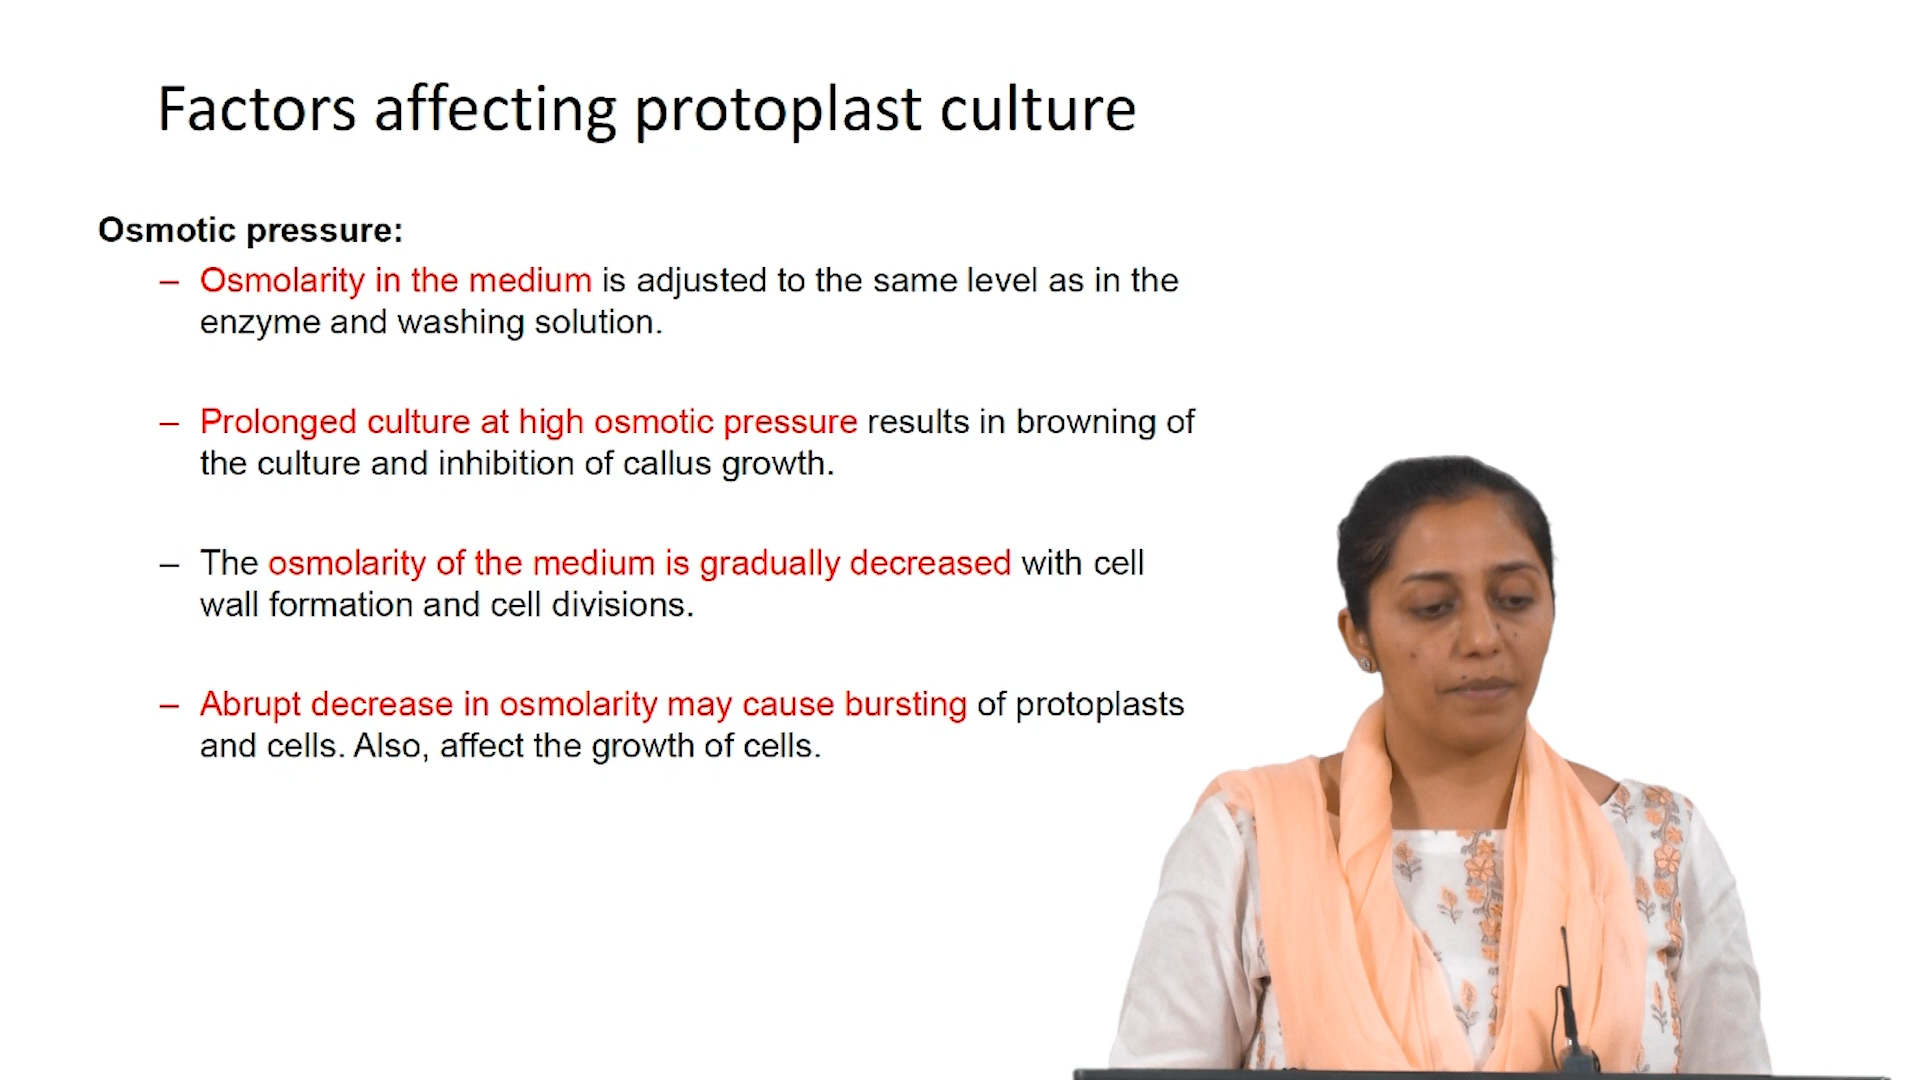 Factors affecting protoplast culture
Osmotic pressure:
– Osmolarity in the medium is adjusted to the same level as in the
enzyme and washing solution.
– Prolonged culture at high osmotic pressure results in browning of
the culture and inhibition of callus growth.
– The osmolarity of the medium is gradually decreased with cell
wall formation and cell divisions.
– Abrupt decrease in osmolarity may cause bursting of protoplasts
and cells. Also, affect the growth of cells.